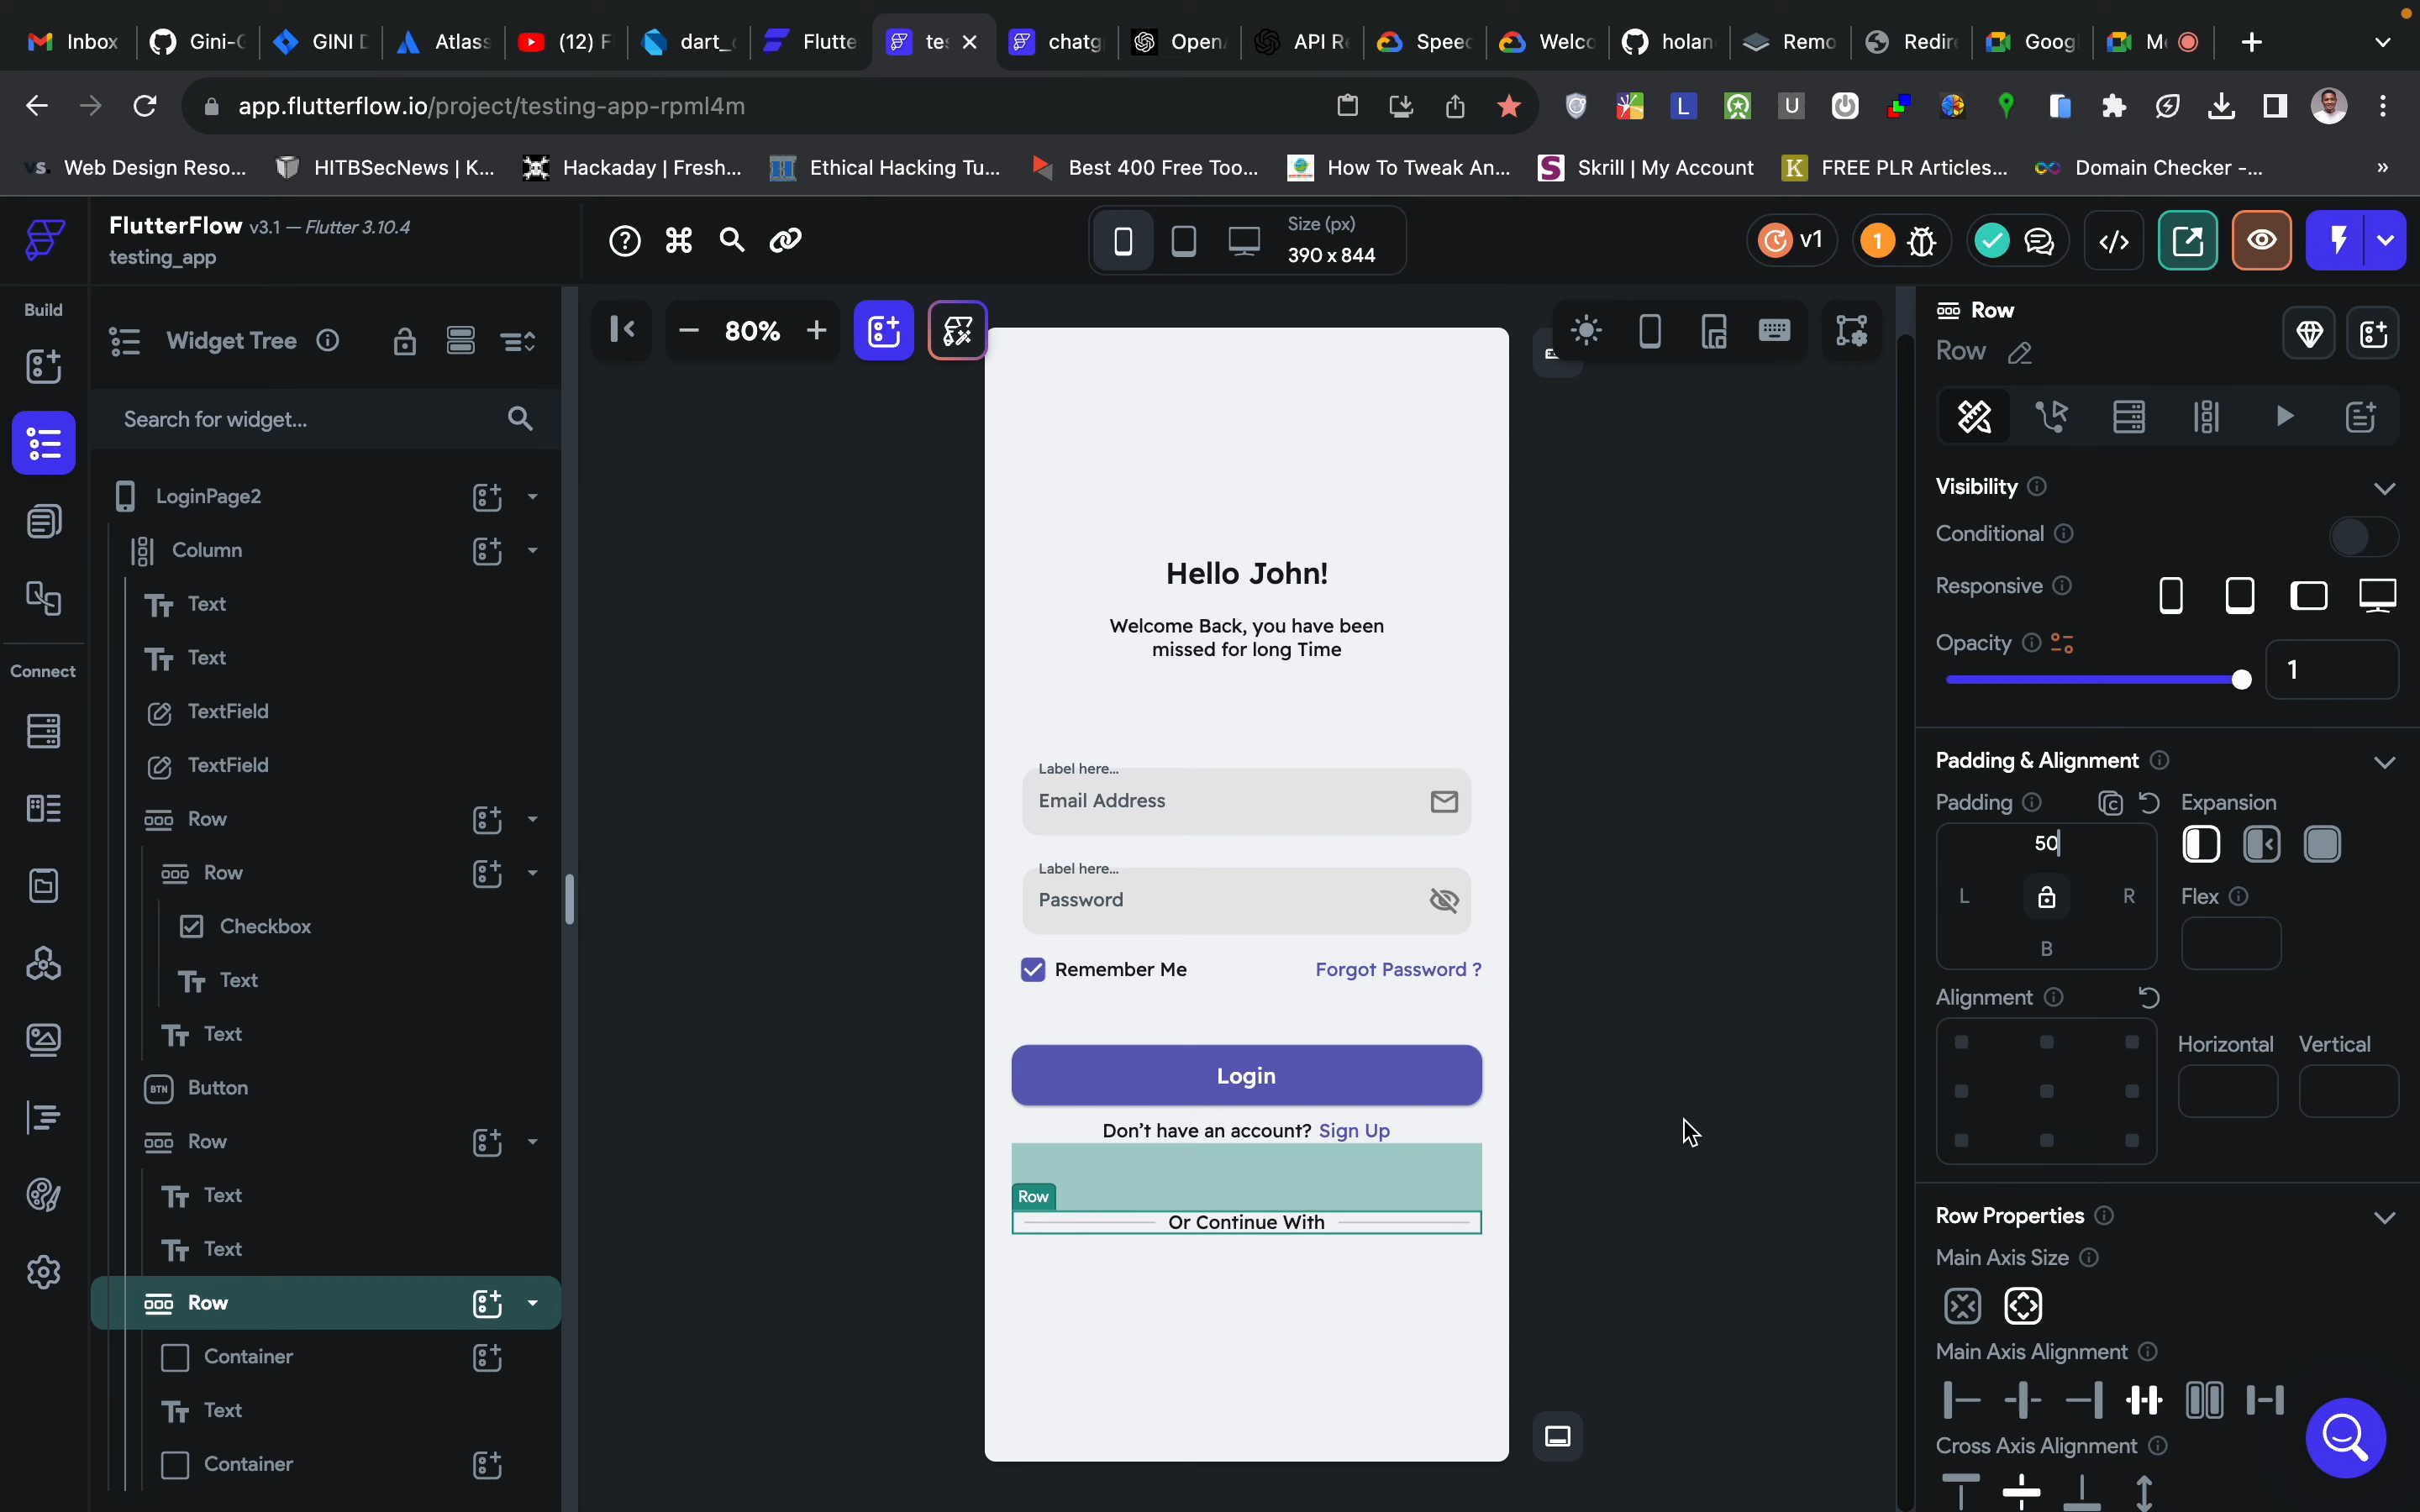 Inbox
Gini-
GINI
Atlass
(12) F
dart_
Flutte
te
chatg
Open
API Re
Speec
Welco
holan
Remo
Redire
Goog
M
app.flutterflow.io/project/testing-app-rpml4m
U
L
vs. Web Design Reso...
HITBSecNews | K...
Hackaday | Fresh...
Ethical Hacking Tu...
Best 400 Free Too...
How To Tweak An...
S Skrill | My Account
K FREE PLR Articles...
Domain Checker -...
»
FlutterFlow v3.1 — Flutter 3.10.4
testing_app
Size (px)
390 x 844
v1
1
Build
Connect
Widget Tree
Search for widget...
LoginPage2
Column
Text
Text
TextField
TextField
Row
Row
Checkbox
Text
Text
BTN Button
Row
Text
Text
Row
Container
Text
Container
80%
Hello John!
Welcome Back, you have been
missed for long Time
Label here...
Email Address
Label here...
Password
Remember Me
Forgot Password ?
Login
Don't have an account? Sign Up
Row
Or Continue With
Row
Row
Visibility
Conditional
Responsive
Opacity
1
Padding & Alignment
Padding
Expansion
50
L
R
B
Flex
Alignment
Horizontal
Vertical
Row Properties
Main Axis Size
Main Axis Alignment
Cross Axis Alignment